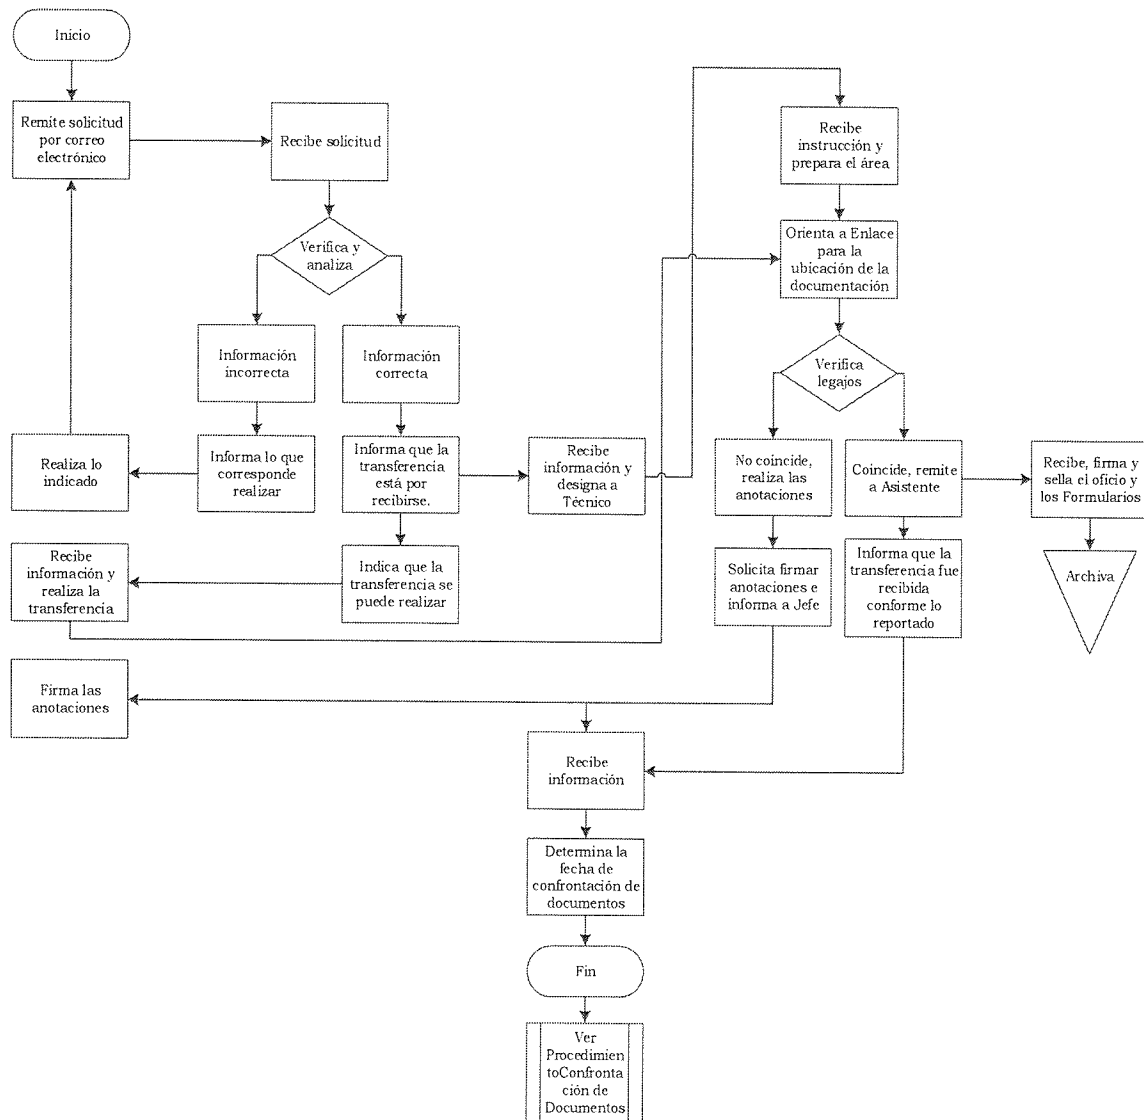 Inicio
Remite solicitud
por correo
electrónico
Recibe solicitud
Verifica y
analiza
Información
incorrecta
Información
correcta
Realiza lo
indicado
Informa lo que
corresponde
realizar
Informa que la
transferencia
está por
recibirse.
Recibe
información y
designa a
Técnico
Recibe
información y
realiza la
transferencia
Indica que la
transferencia se
puede realizar
Recibe
instrucción y
prepara el área
Orienta a Enlace
para la
ubicación de la
documentación
Verifica
legajos
No coincide,
realiza las
anotaciones
Coincide, remite
a Asistente
Recibe, firma y
sella el oficio y
los Formularios
Solicita firmar
anotaciones e
informa a Jefe
Informa que la
transferencia fue
recibida
conforme lo
reportado
Archiva
Firma las
anotaciones
Recibe
información
Determina la
fecha de
confrontación de
documentos
Fin
Ver
Procedimien
toConfronta
ción de
Documentos